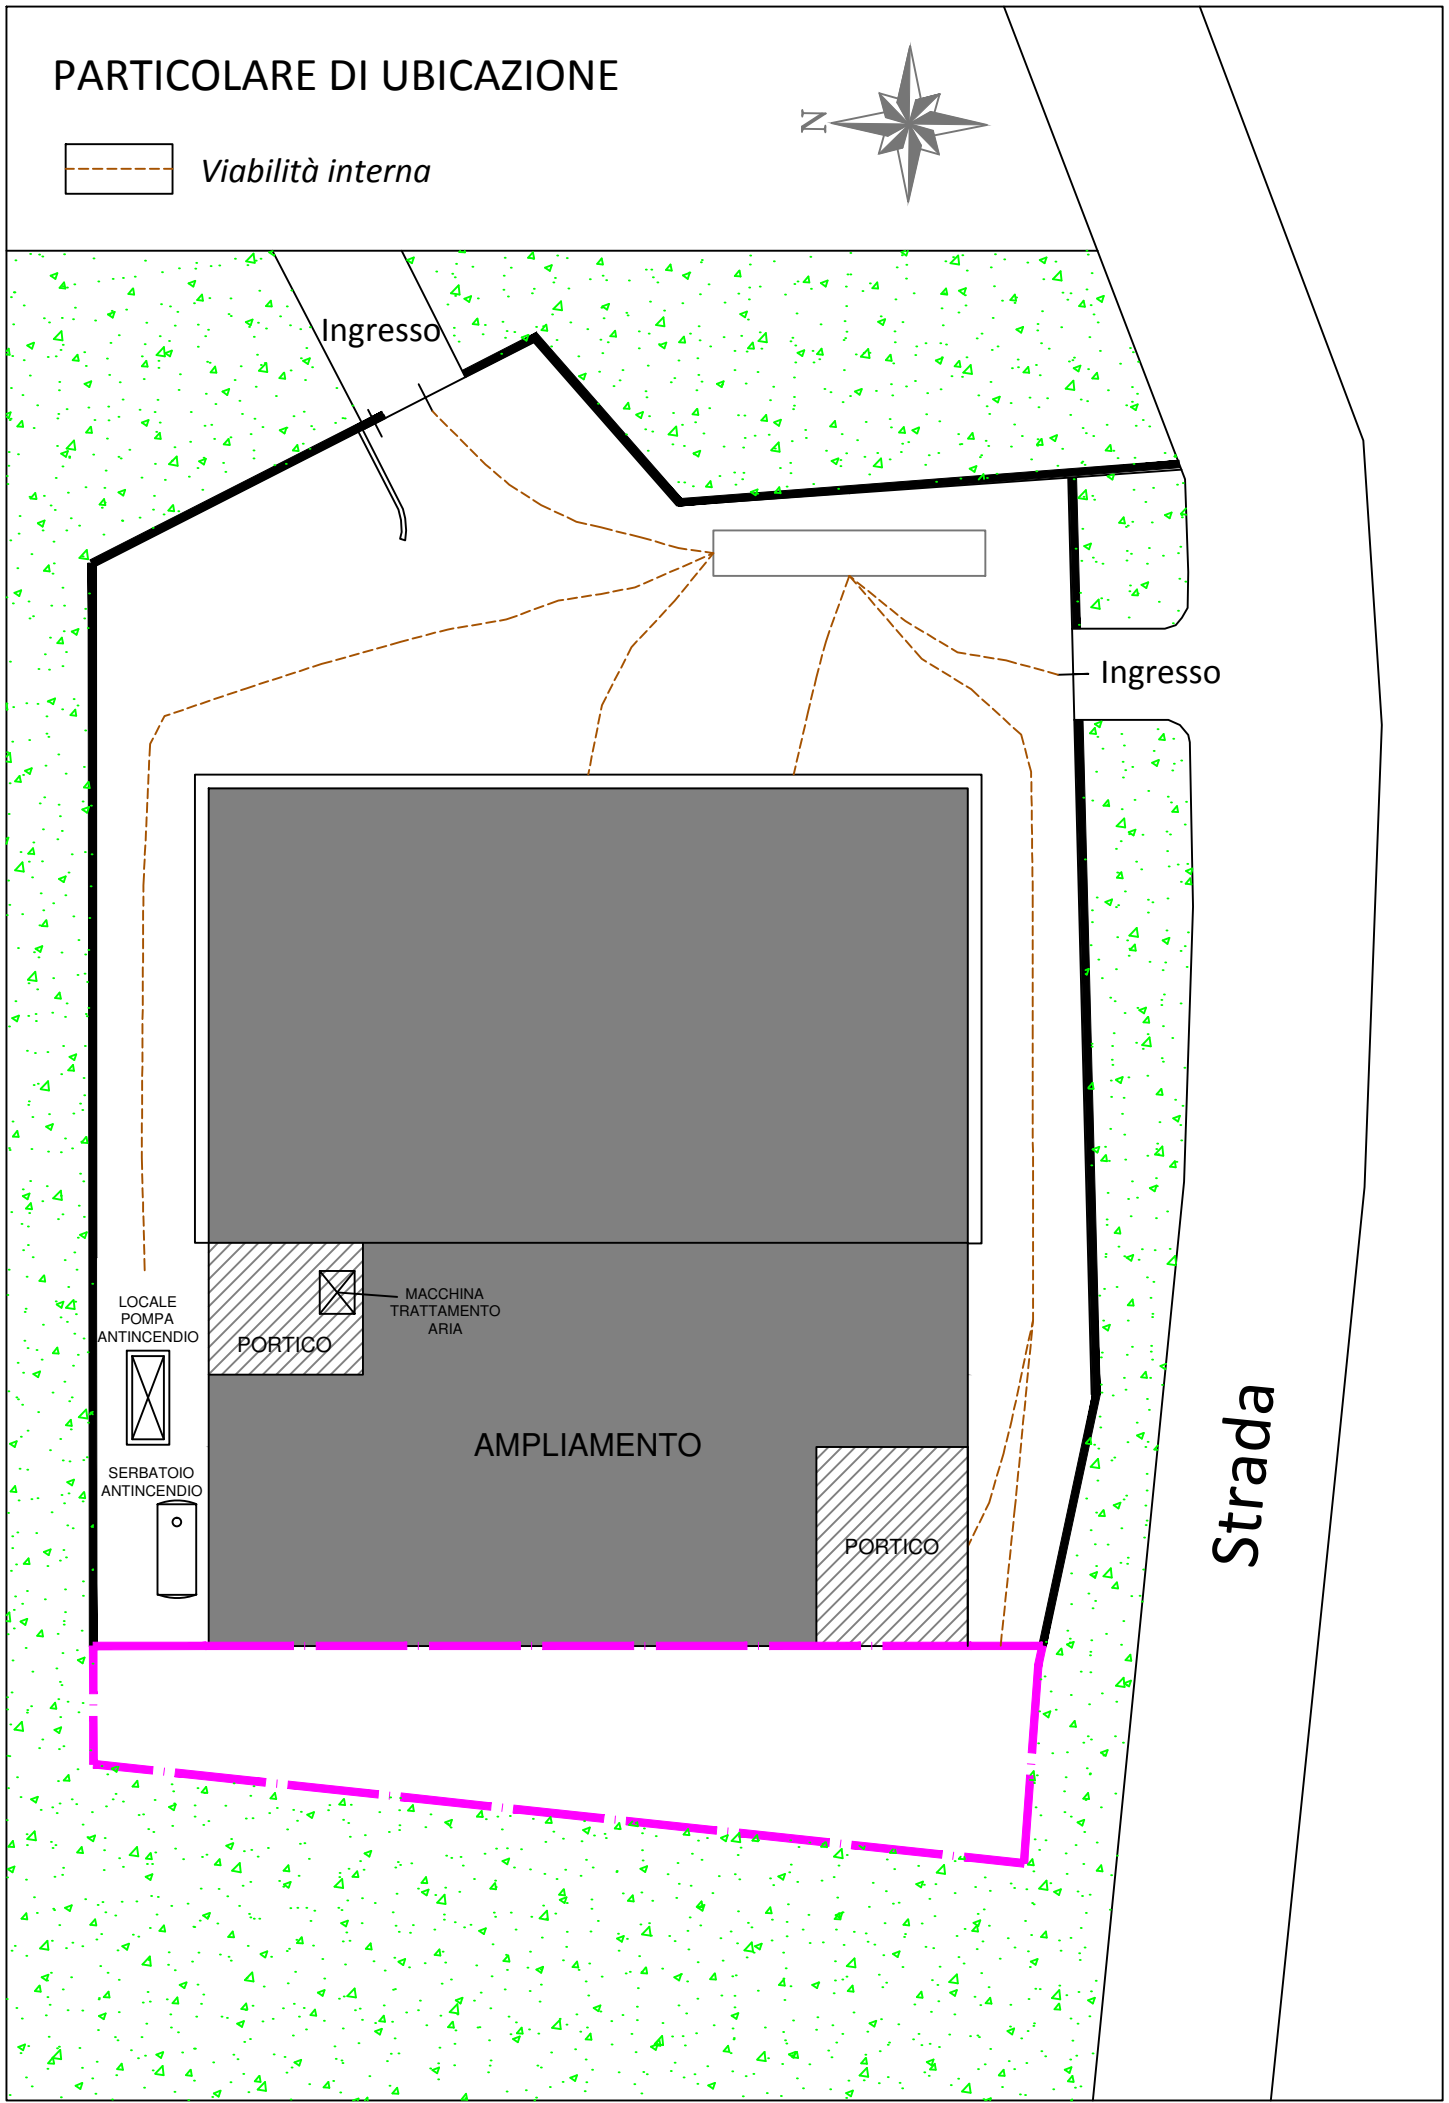 PARTICOLARE DI UBICAZIONE
N
Viabilità interna
Ingresso
Ingresso
LOCALE
POMPA
ANTINCENDIO
MACCHINA
TRATTAMENTO
ARIA
PORTICO
AMPLIAMENTO
SERBATOIO
ANTINCENDIO
PORTICO
Strada